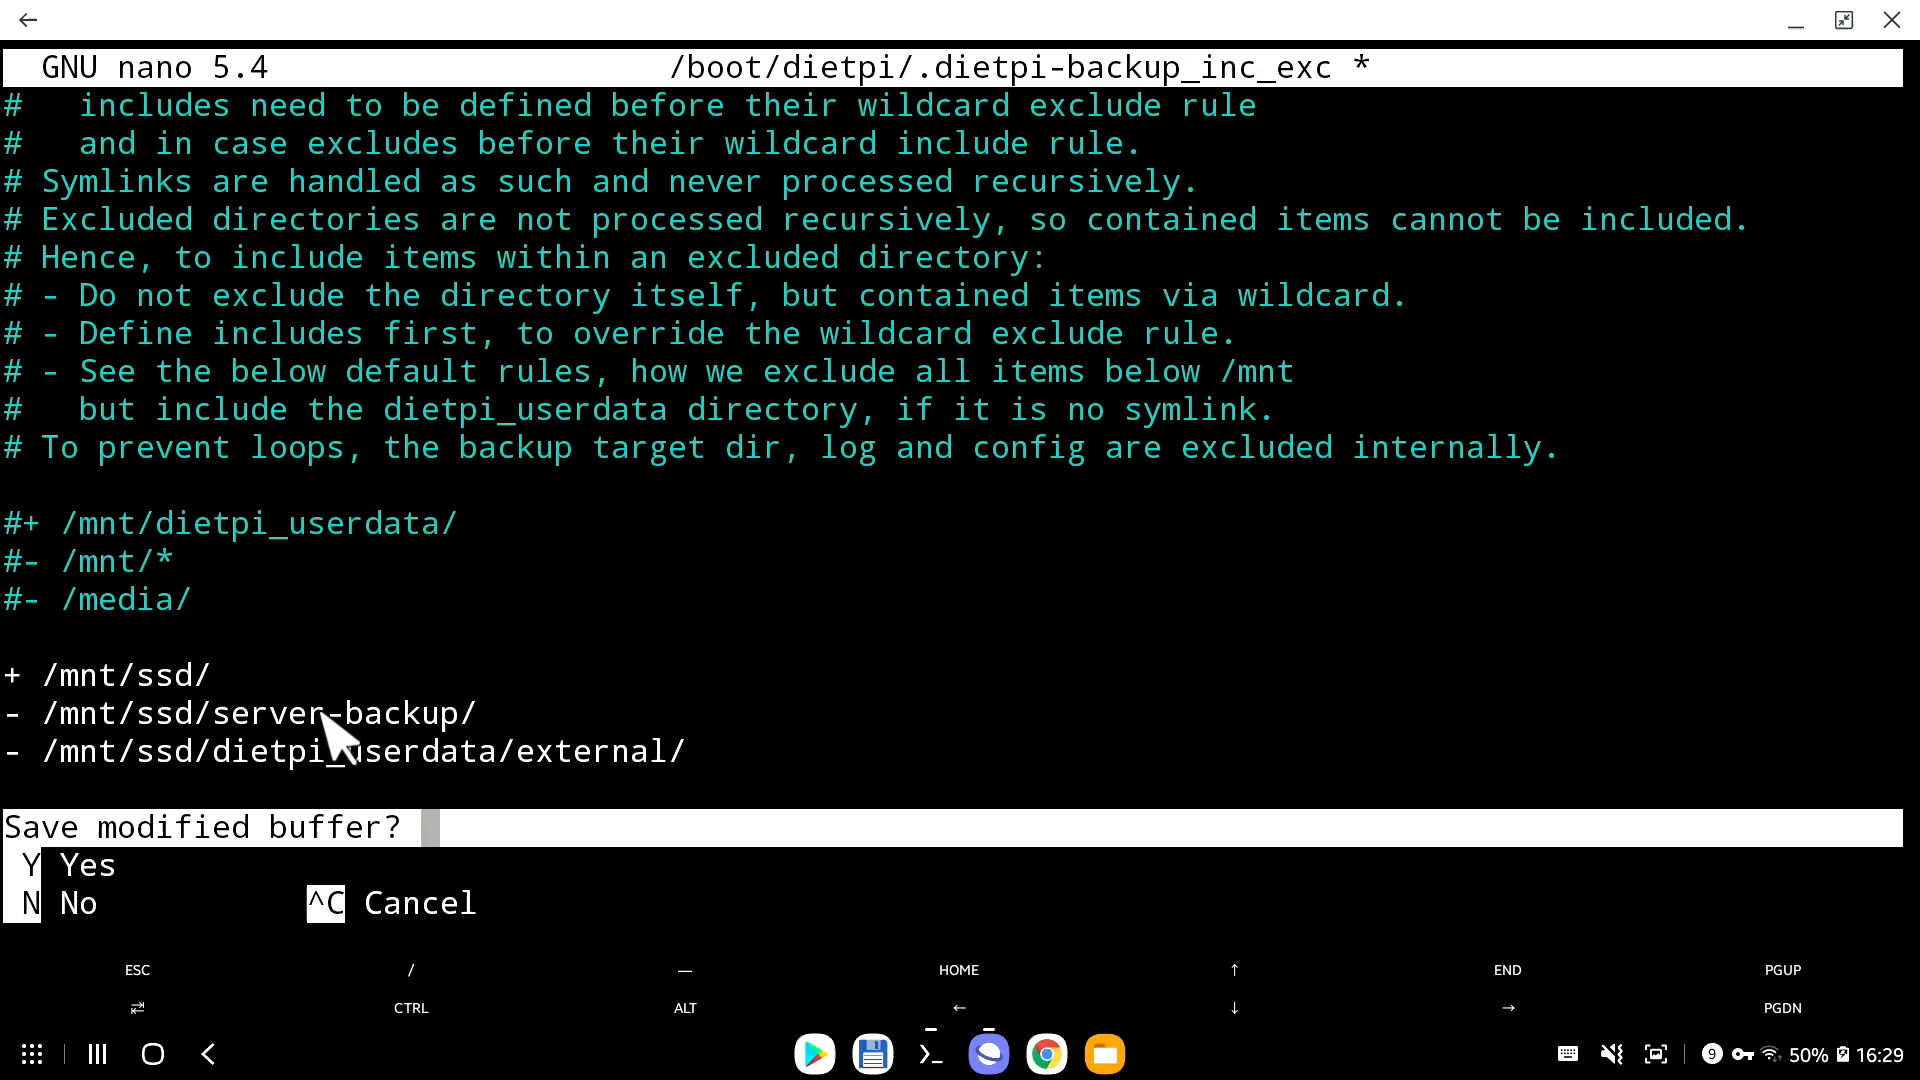 GNU nano 5.4 /boot/dietpi/.dietpi-backup_inc_exc *
#   includes need to be defined before their wildcard exclude rule
#   and in case excludes before their wildcard include rule.
# Symlinks are handled as such and never processed recursively.
# Excluded directories are not processed recursively, so contained items cannot be included.
# Hence, to include items within an excluded directory:
# - Do not exclude the directory itself, but contained items via wildcard.
# - Define includes first, to override the wildcard exclude rule.
# - See the below default rules, how we exclude all items below /mnt
#   but include the dietpi_userdata directory, if it is no symlink.
# To prevent loops, the backup target dir, log and config are excluded internally.
#+ /mnt/dietpi_userdata/
#- /mnt/*
#- /media/
+ /mnt/ssd/
- /mnt/ssd/server-backup/
- /mnt/ssd/dietpi_userdata/external/
Save modified buffer?
Y Yes
N No ^C Cancel
ESC / — HOME ↑ END PGUP
⇄ CTRL ALT ← ↓ → PGDN
9 50% 16:29